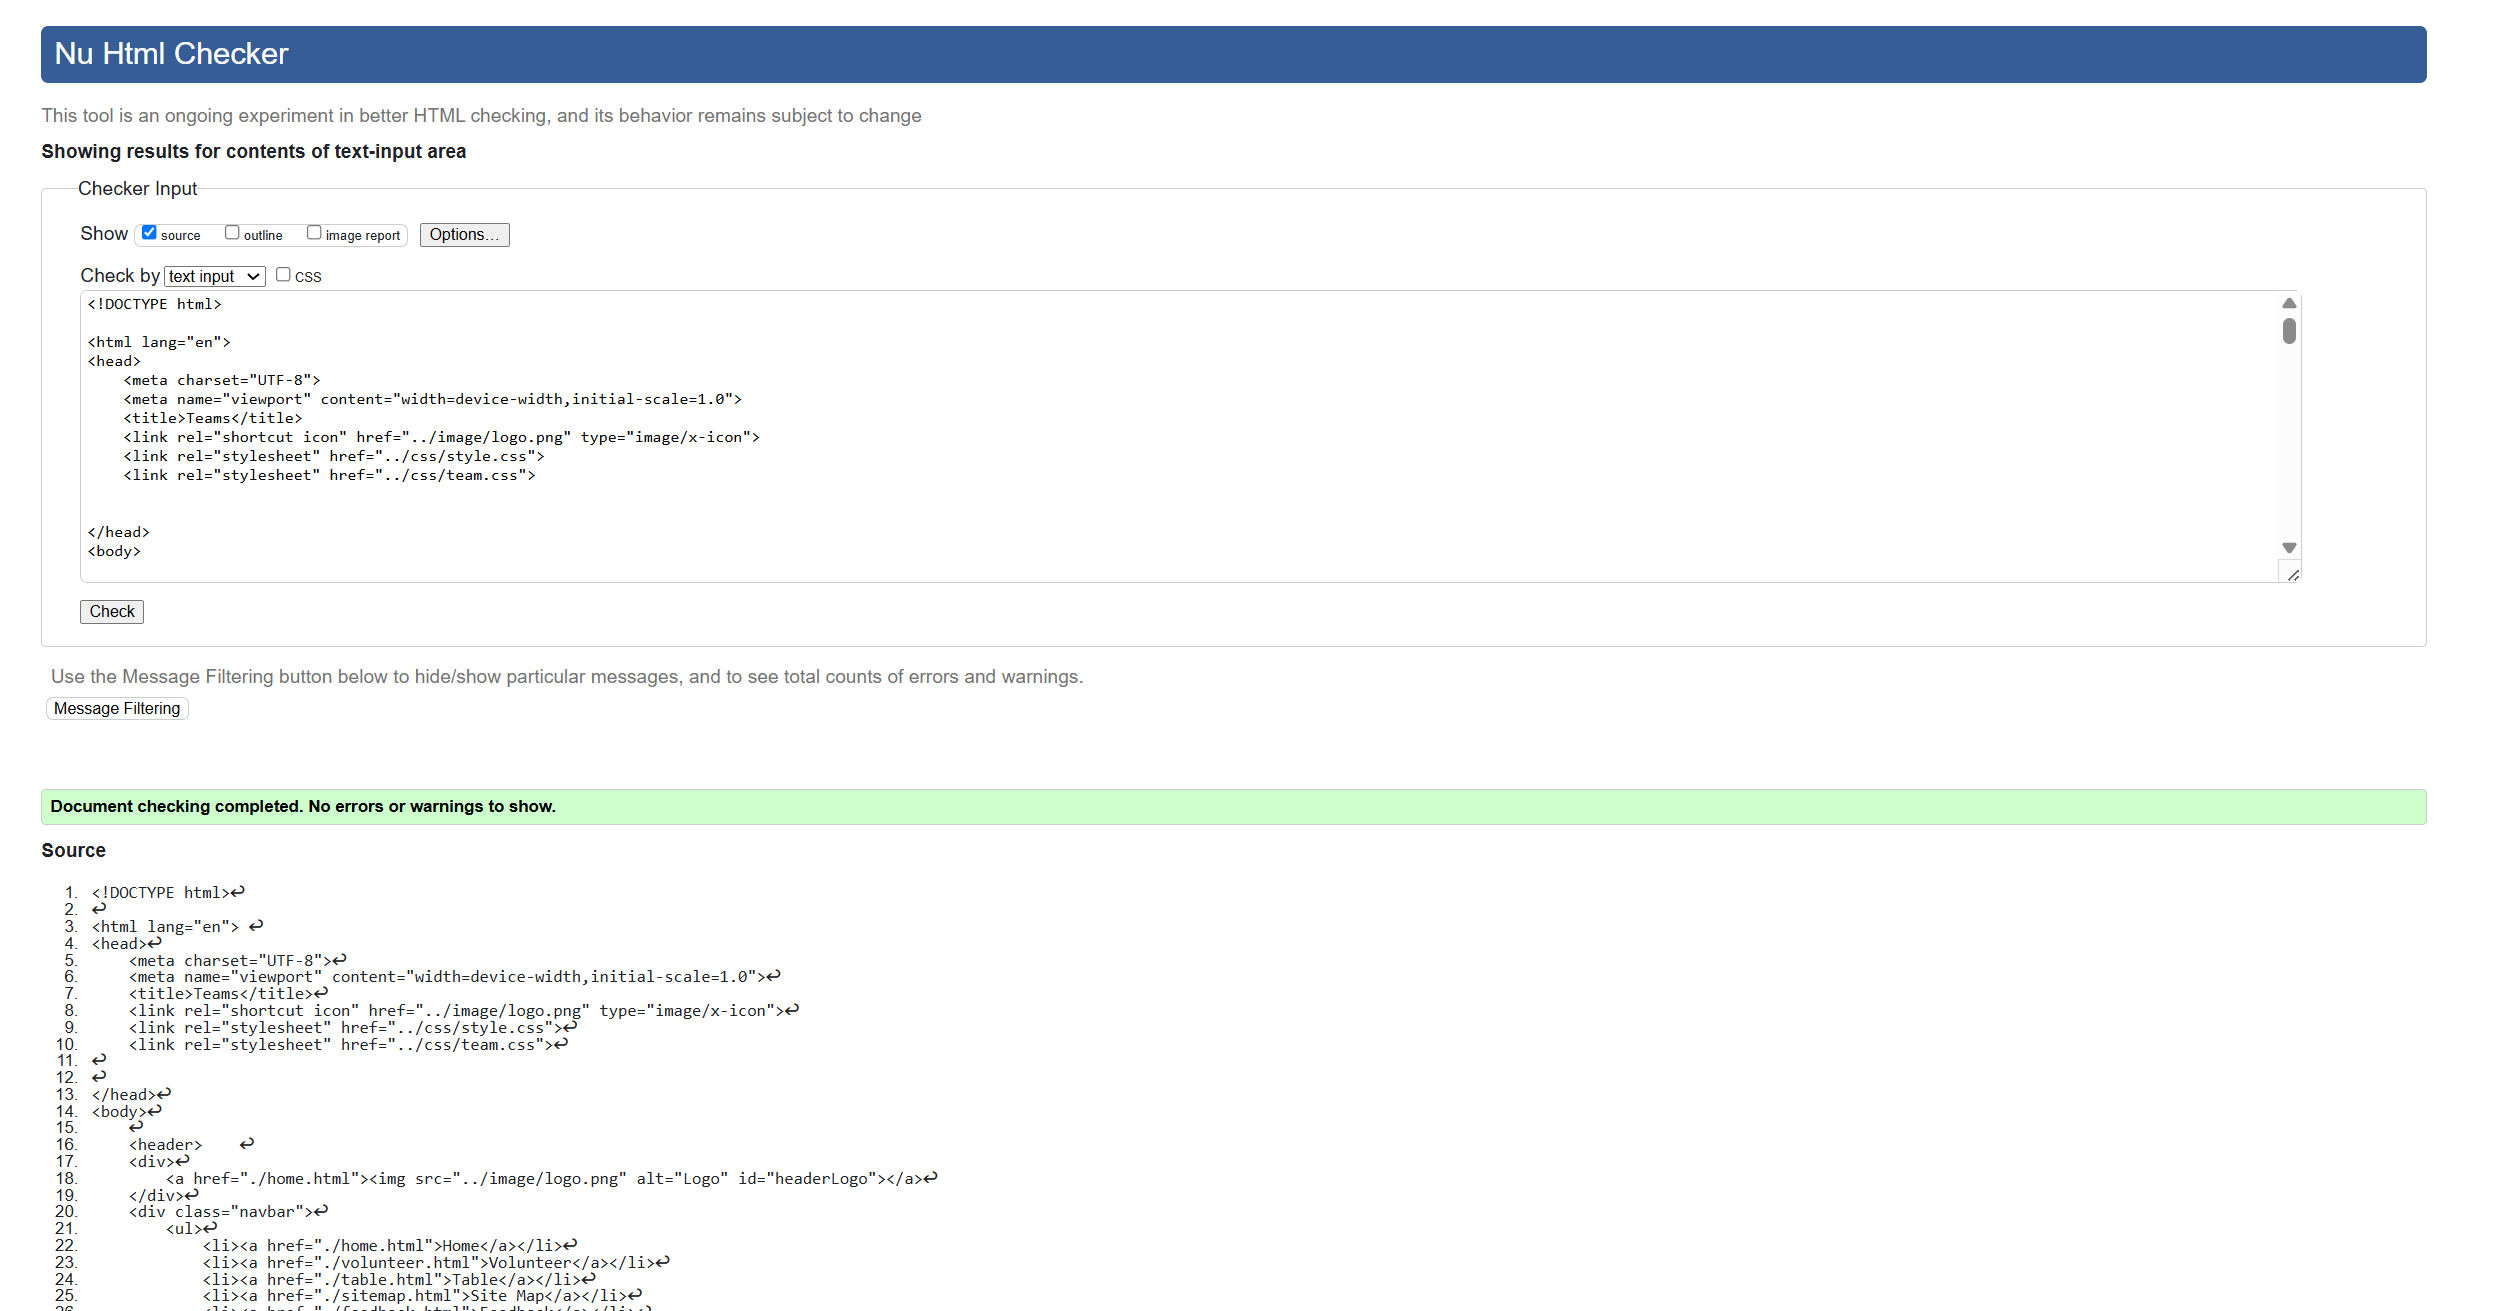 Nu Html Checker
This tool is an ongoing experiment in better HTML checking, and its behavior remains subject to change
Showing results for contents of text-input area
Checker Input
Show source outline image report Options...
Check by text input CSS
<!DOCTYPE html>
<html lang="en">
<head>
    <meta charset="UTF-8">
    <meta name="viewport" content="width=device-width,initial-scale=1.0">
    <title>Teams</title>
    <link rel="shortcut icon" href="../image/logo.png" type="image/x-icon">
    <link rel="stylesheet" href="../css/style.css">
    <link rel="stylesheet" href="../css/team.css">
</head>
<body>
Check
Use the Message Filtering button below to hide/show particular messages, and to see total counts of errors and warnings.
Message Filtering
Document checking completed. No errors or warnings to show.
Source
1. <!DOCTYPE html>↩
2. ↩
3. <html lang="en"> ↩
4. <head>↩
5.     <meta charset="UTF-8">↩
6.     <meta name="viewport" content="width=device-width,initial-scale=1.0">↩
7.     <title>Teams</title>↩
8.     <link rel="shortcut icon" href="../image/logo.png" type="image/x-icon">↩
9.     <link rel="stylesheet" href="../css/style.css">↩
10.     <link rel="stylesheet" href="../css/team.css">↩
11. ↩
12. ↩
13. </head>↩
14. <body>↩
15.     ↩
16.     <header>    ↩
17.     <div>↩
18.         <a href="./home.html"><img src="../image/logo.png" alt="Logo" id="headerLogo"></a>↩
19.     </div>↩
20.     <div class="navbar">↩
21.         <ul>↩
22.             <li><a href="./home.html">Home</a></li>↩
23.             <li><a href="./volunteer.html">Volunteer</a></li>↩
24.             <li><a href="./table.html">Table</a></li>↩
25.             <li><a href="./sitemap.html">Site Map</a></li>↩